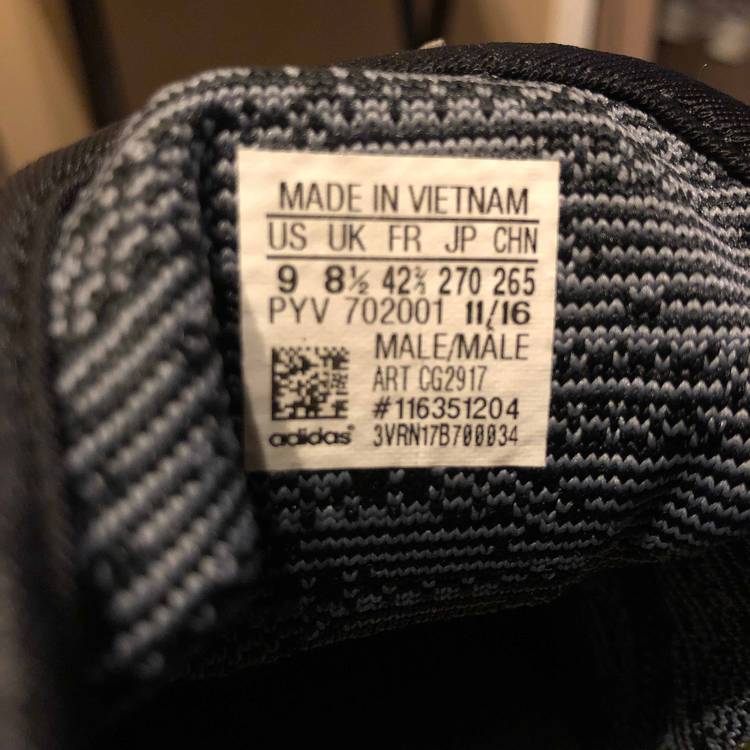 MADE IN VIETNAM
US UK FR JP CHN
9 8½ 42⅔ 270 265
PYV 702001 11/16
MALE/MÂLE
ART CG2917
#116351204
adidas® 3VRN17B700034